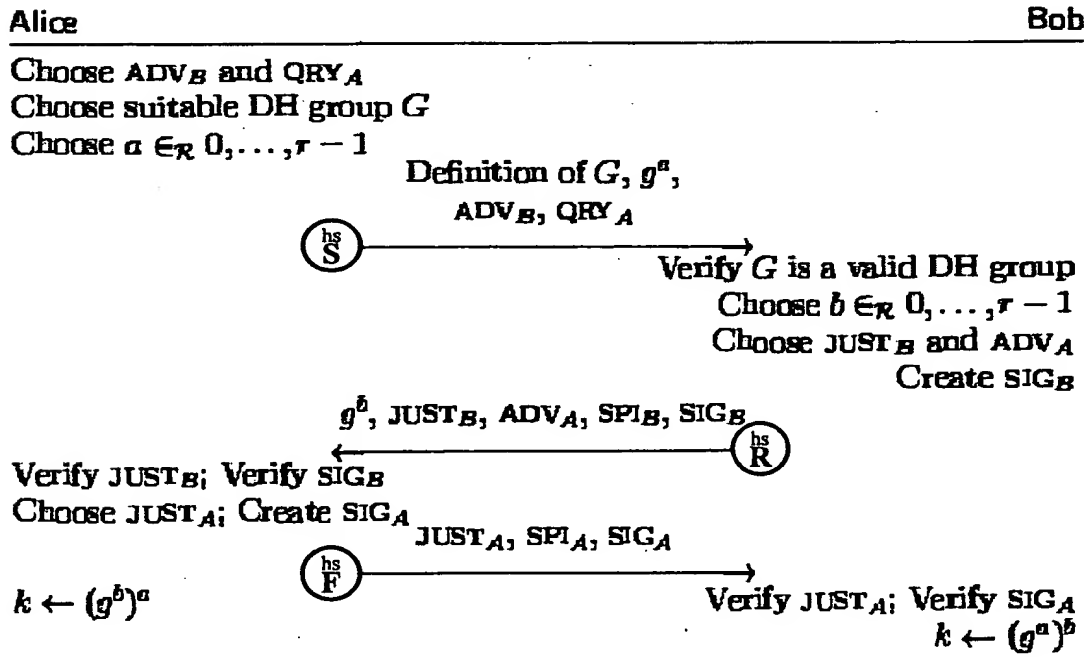 Alice Bob
Choose ADV_B and QRY_A
Choose suitable DH group G
Choose a ∈_R 0,...,r − 1
Definition of G, g^a,
ADV_B, QRY_A
hs
S
Verify G is a valid DH group
Choose b ∈_R 0,...,r − 1
Choose JUST_B and ADV_A
Create SIG_B
g^b, JUST_B, ADV_A, SPI_B, SIG_B
hs
R
Verify JUST_B; Verify SIG_B
Choose JUST_A; Create SIG_A
JUST_A, SPI_A, SIG_A
hs
F
k ← (g^b)^a
Verify JUST_A; Verify SIG_A
k ← (g^a)^b